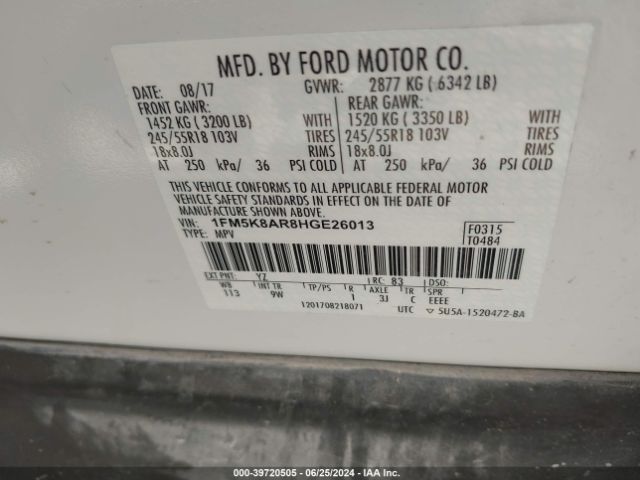 MFD. BY FORD MOTOR CO.
DATE: 08/17 GVWR: 2877 KG ( 6342 LB)
FRONT GAWR: REAR GAWR:
1452 KG ( 3200 LB) WITH 1520 KG ( 3350 LB) WITH
245/55R18 103V TIRES 245/55R18 103V TIRES
18x8.0J RIMS 18x8.0J RIMS
AT 250 kPa/ 36 PSI COLD AT 250 kPa/ 36 PSI COLD
THIS VEHICLE CONFORMS TO ALL APPLICABLE FEDERAL MOTOR
VEHICLE SAFETY STANDARDS IN EFFECT ON THE DATE OF
MANUFACTURE SHOWN ABOVE.
VIN: 1FM5K8AR8HGE26013 F0315
TYPE: MPV T0484
EXT PNT: YZ RC: 83 DSO:
WB INT TR TP/PS R AXLE TR SPR
113 9W 1 3J C EEEE
1201708218071 UTC 5U5A-1520472-BA
000-39720505 | 06/25/2024 | IAA Inc.